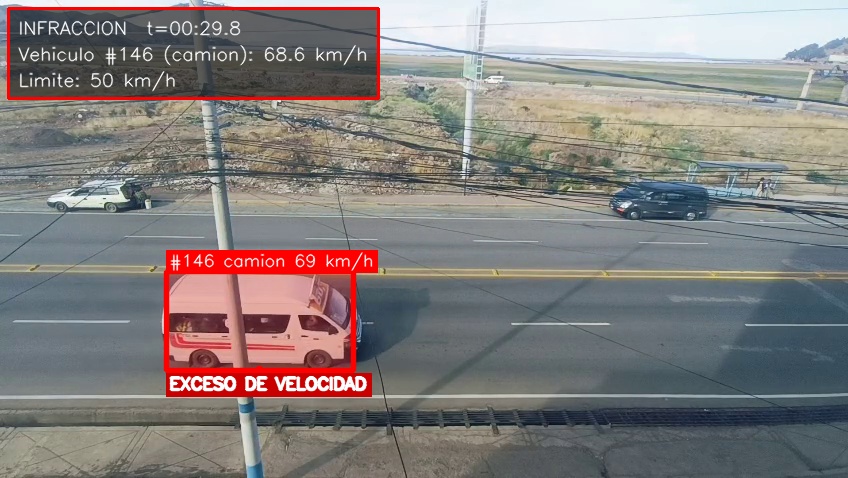 INFRACCION t=00:29.8
Vehiculo #146 (camion): 68.6 km/h
Limite: 50 km/h
#146 camion 69 km/h
EXCESO DE VELOCIDAD